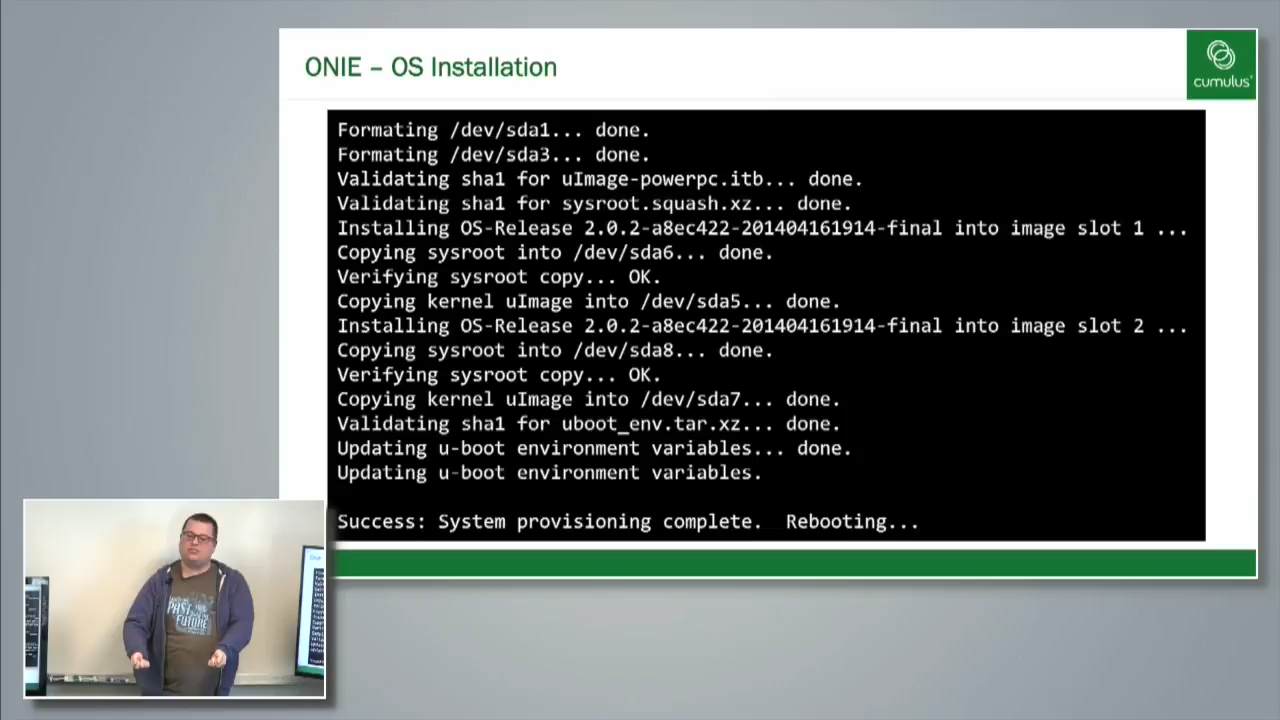 ONIE – OS Installation
cumulus
Formating /dev/sda1... done.
Formating /dev/sda3... done.
Validating sha1 for uImage-powerpc.itb... done.
Validating sha1 for sysroot.squash.xz... done.
Installing OS-Release 2.0.2-a8ec422-201404161914-final into image slot 1 ...
Copying sysroot into /dev/sda6... done.
Verifying sysroot copy... OK.
Copying kernel uImage into /dev/sda5... done.
Installing OS-Release 2.0.2-a8ec422-201404161914-final into image slot 2 ...
Copying sysroot into /dev/sda8... done.
Verifying sysroot copy... OK.
Copying kernel uImage into /dev/sda7... done.
Validating sha1 for uboot_env.tar.xz... done.
Updating u-boot environment variables... done.
Updating u-boot environment variables.
Success: System provisioning complete.  Rebooting...
PAST
FUTURE